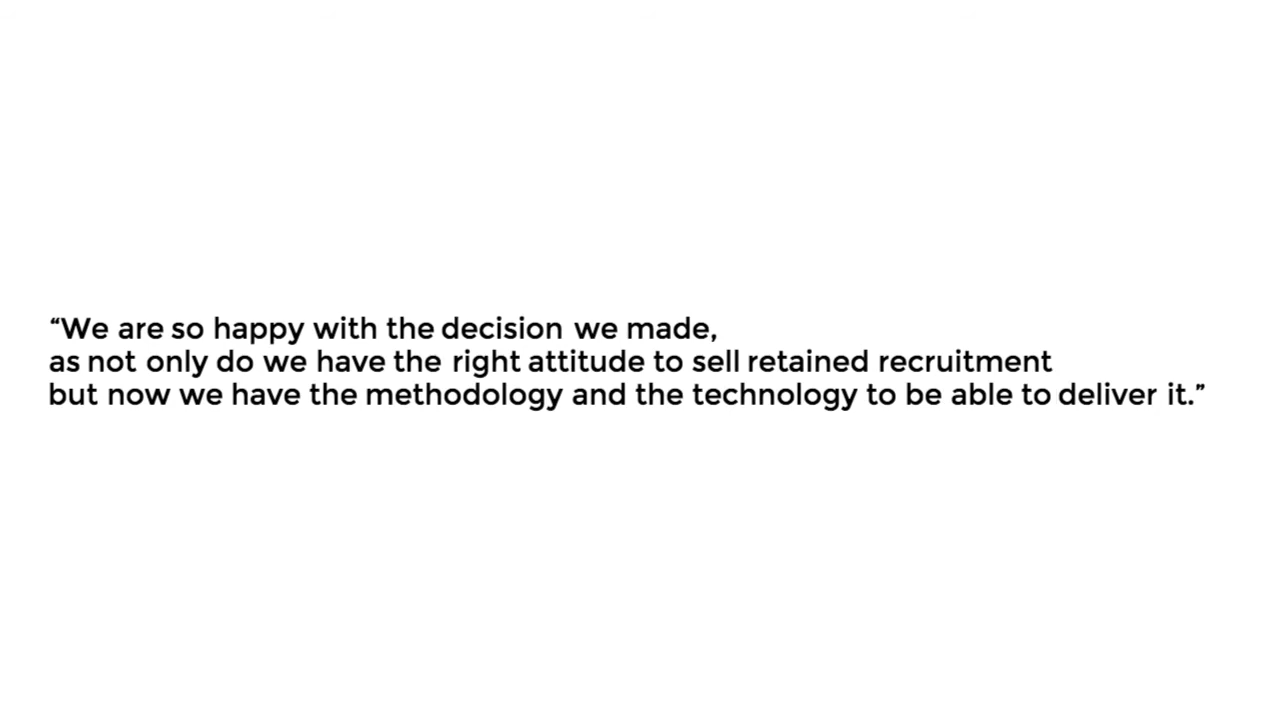 “We are so happy with the decision we made,
as not only do we have the right attitude to sell retained recruitment
but now we have the methodology and the technology to be able to deliver it.”